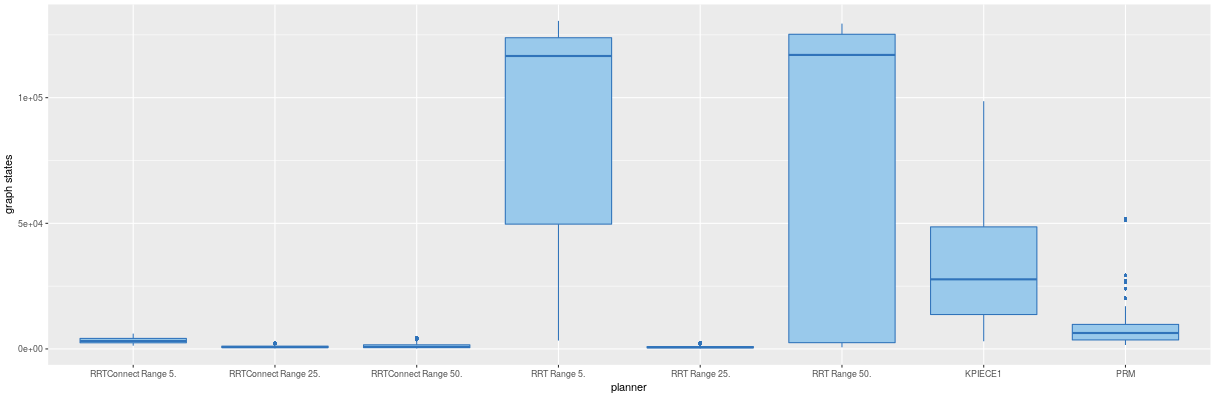 1e+05
5e+04
0e+00
graph states
RRTConnect Range 5.
RRTConnect Range 25.
RRTConnect Range 50.
RRT Range 5.
RRT Range 25.
RRT Range 50.
KPIECE1
PRM
planner